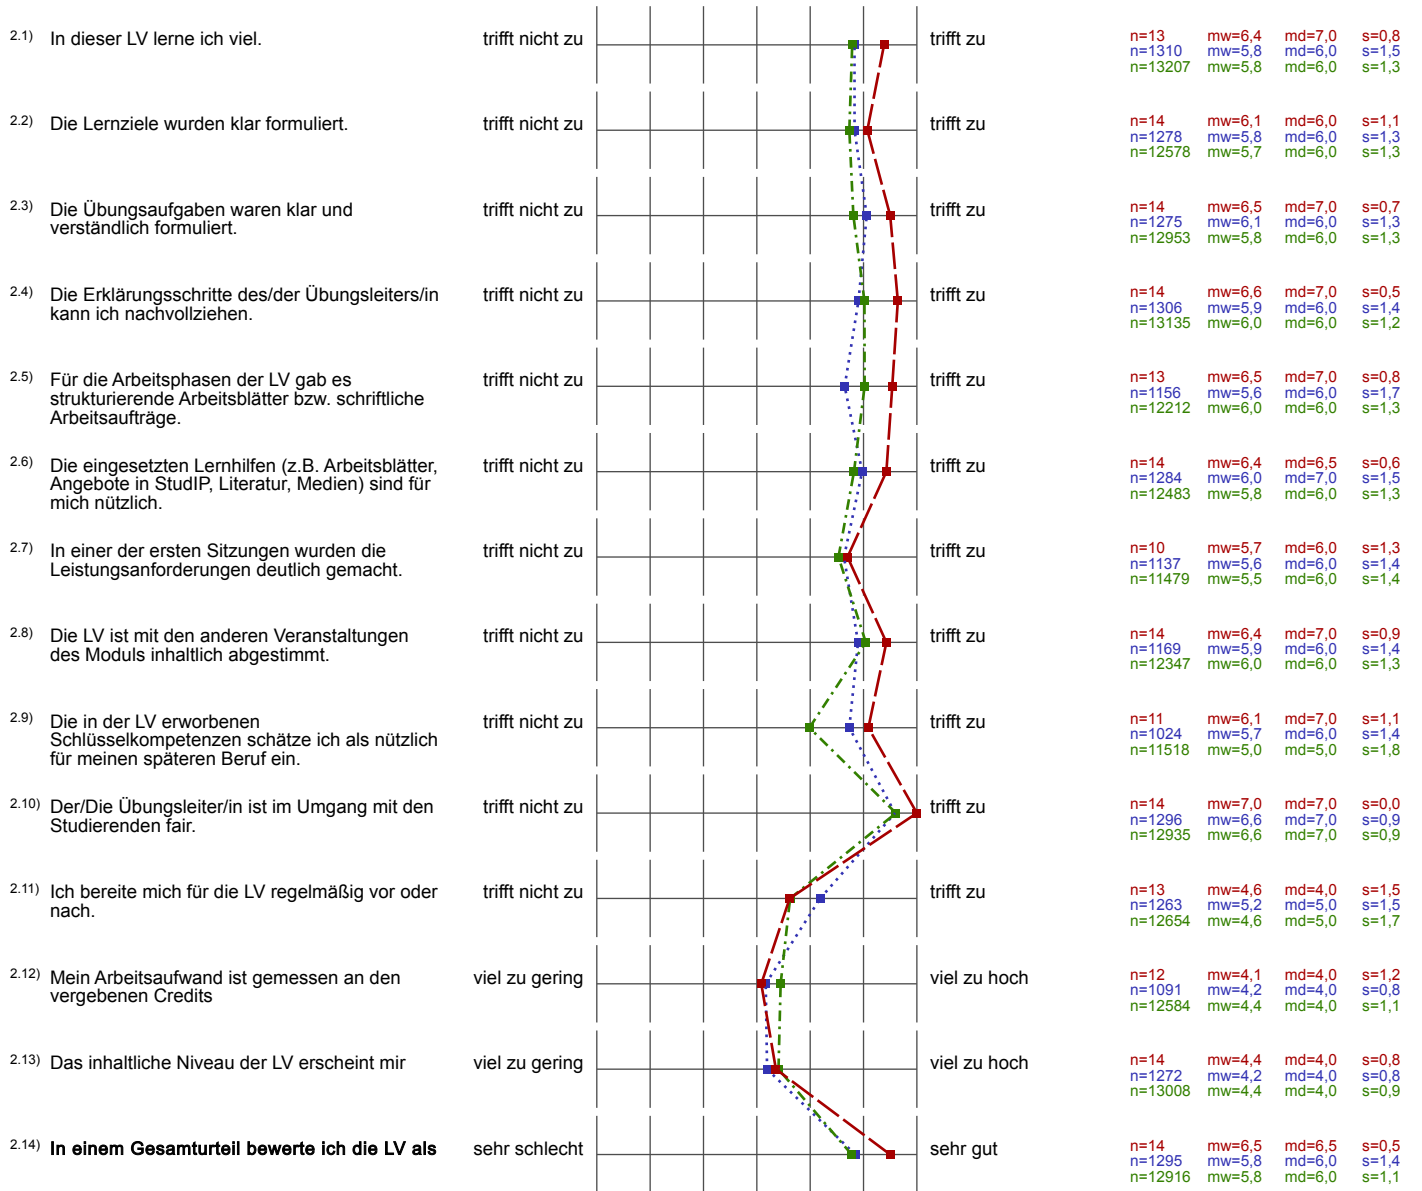 2.1) In dieser LV lerne ich viel. trifft nicht zu trifft zu n=13 mw=6,4 md=7,0 s=0,8
n=1310 mw=5,8 md=6,0 s=1,5
n=13207 mw=5,8 md=6,0 s=1,3
2.2) Die Lernziele wurden klar formuliert. trifft nicht zu trifft zu n=14 mw=6,1 md=6,0 s=1,1
n=1278 mw=5,8 md=6,0 s=1,3
n=12578 mw=5,7 md=6,0 s=1,3
2.3) Die Übungsaufgaben waren klar und trifft nicht zu trifft zu n=14 mw=6,5 md=7,0 s=0,7
verständlich formuliert. n=1275 mw=6,1 md=6,0 s=1,3
n=12953 mw=5,8 md=6,0 s=1,3
2.4) Die Erklärungsschritte des/der Übungsleiters/in trifft nicht zu trifft zu n=14 mw=6,6 md=7,0 s=0,5
kann ich nachvollziehen. n=1306 mw=5,9 md=6,0 s=1,4
n=13135 mw=6,0 md=6,0 s=1,2
2.5) Für die Arbeitsphasen der LV gab es trifft nicht zu trifft zu n=13 mw=6,5 md=7,0 s=0,8
strukturierende Arbeitsblätter bzw. schriftliche n=1156 mw=5,6 md=6,0 s=1,7
Arbeitsaufträge. n=12212 mw=6,0 md=6,0 s=1,3
2.6) Die eingesetzten Lernhilfen (z.B. Arbeitsblätter, trifft nicht zu trifft zu n=14 mw=6,4 md=6,5 s=0,6
Angebote in StudIP, Literatur, Medien) sind für n=1284 mw=6,0 md=7,0 s=1,5
mich nützlich. n=12483 mw=5,8 md=6,0 s=1,3
2.7) In einer der ersten Sitzungen wurden die trifft nicht zu trifft zu n=10 mw=5,7 md=6,0 s=1,3
Leistungsanforderungen deutlich gemacht. n=1137 mw=5,6 md=6,0 s=1,4
n=11479 mw=5,5 md=6,0 s=1,4
2.8) Die LV ist mit den anderen Veranstaltungen trifft nicht zu trifft zu n=14 mw=6,4 md=7,0 s=0,9
des Moduls inhaltlich abgestimmt. n=1169 mw=5,9 md=6,0 s=1,4
n=12347 mw=6,0 md=6,0 s=1,3
2.9) Die in der LV erworbenen trifft nicht zu trifft zu n=11 mw=6,1 md=7,0 s=1,1
Schlüsselkompetenzen schätze ich als nützlich n=1024 mw=5,7 md=6,0 s=1,4
für meinen späteren Beruf ein. n=11518 mw=5,0 md=5,0 s=1,8
2.10) Der/Die Übungsleiter/in ist im Umgang mit den trifft nicht zu trifft zu n=14 mw=7,0 md=7,0 s=0,0
Studierenden fair. n=1296 mw=6,6 md=7,0 s=0,9
n=12935 mw=6,6 md=7,0 s=0,9
2.11) Ich bereite mich für die LV regelmäßig vor oder trifft nicht zu trifft zu n=13 mw=4,6 md=4,0 s=1,5
nach. n=1263 mw=5,2 md=5,0 s=1,5
n=12654 mw=4,6 md=5,0 s=1,7
2.12) Mein Arbeitsaufwand ist gemessen an den viel zu gering viel zu hoch n=12 mw=4,1 md=4,0 s=1,2
vergebenen Credits n=1091 mw=4,2 md=4,0 s=0,8
n=12584 mw=4,4 md=4,0 s=1,1
2.13) Das inhaltliche Niveau der LV erscheint mir viel zu gering viel zu hoch n=14 mw=4,4 md=4,0 s=0,8
n=1272 mw=4,2 md=4,0 s=0,8
n=13008 mw=4,4 md=4,0 s=0,9
2.14) In einem Gesamturteil bewerte ich die LV als sehr schlecht sehr gut n=14 mw=6,5 md=6,5 s=0,5
n=1295 mw=5,8 md=6,0 s=1,4
n=12916 mw=5,8 md=6,0 s=1,1